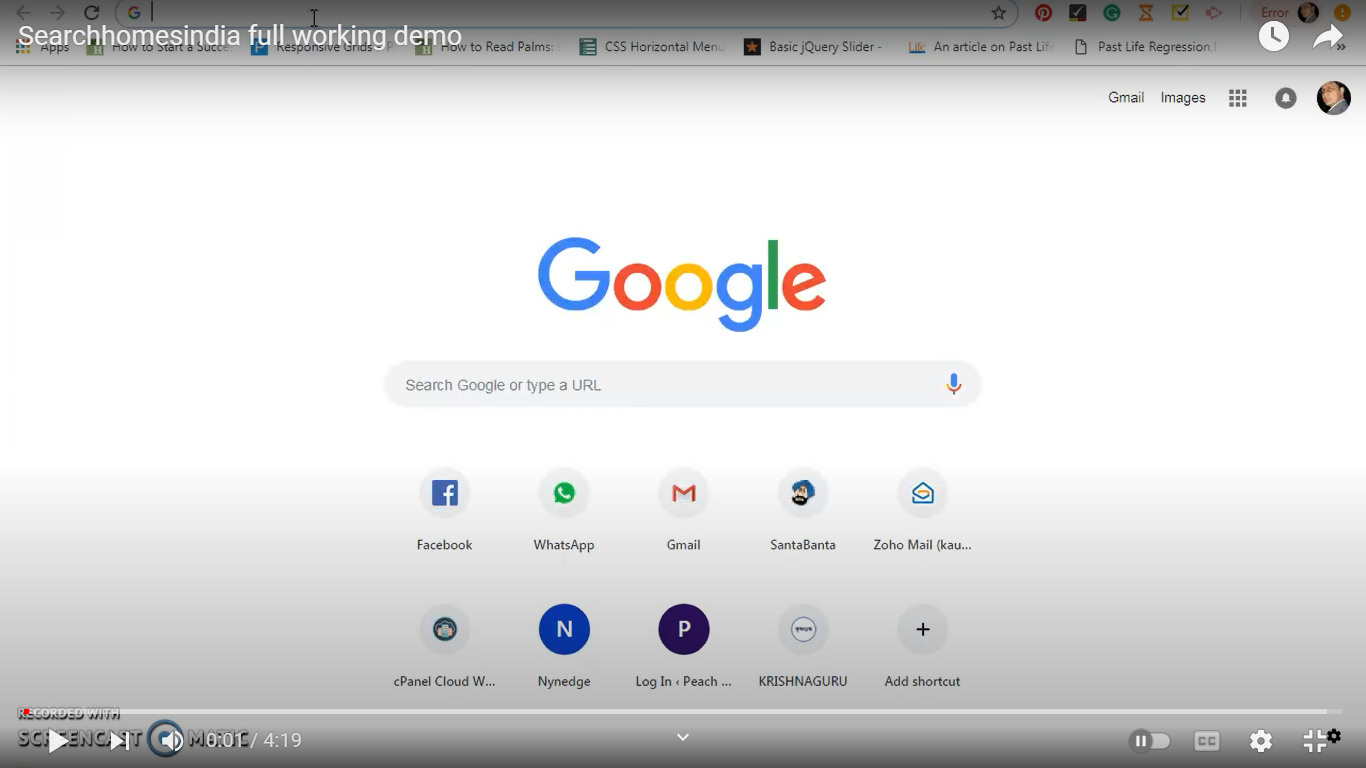 Error
Searchhomesindia full working demo
Apps How to Start a Succe Responsive Grids - P How to Read Palms: CSS Horizontal Menu Basic jQuery Slider - An article on Past Life Past Life Regression,
Gmail Images
Google
Search Google or type a URL
Facebook WhatsApp Gmail SantaBanta Zoho Mail (kau...
N P
cPanel Cloud W... Nynedge Log In ‹ Peach ... KRISHNAGURU Add shortcut
RECORDED WITH
SCREENCAST MATIC
0:01 / 4:19 CC